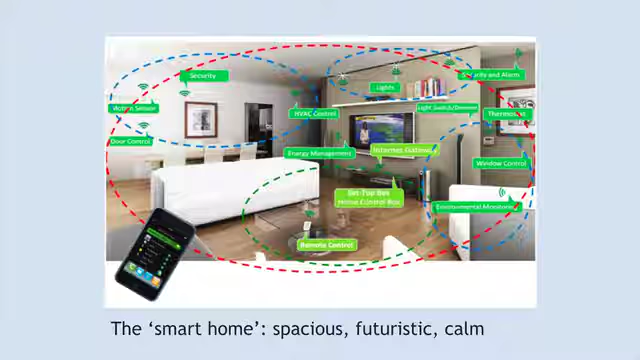 Security
Security and Alarm
Lights
Motion Sensor
Light Switch/Dimmer
HVAC Control
Thermostat
Door Control
Energy Management
Internet Gateway
Window Control
Set-Top Box
Home Control Box
Environmental Monitoring
Remote Control
The ‘smart home’: spacious, futuristic, calm